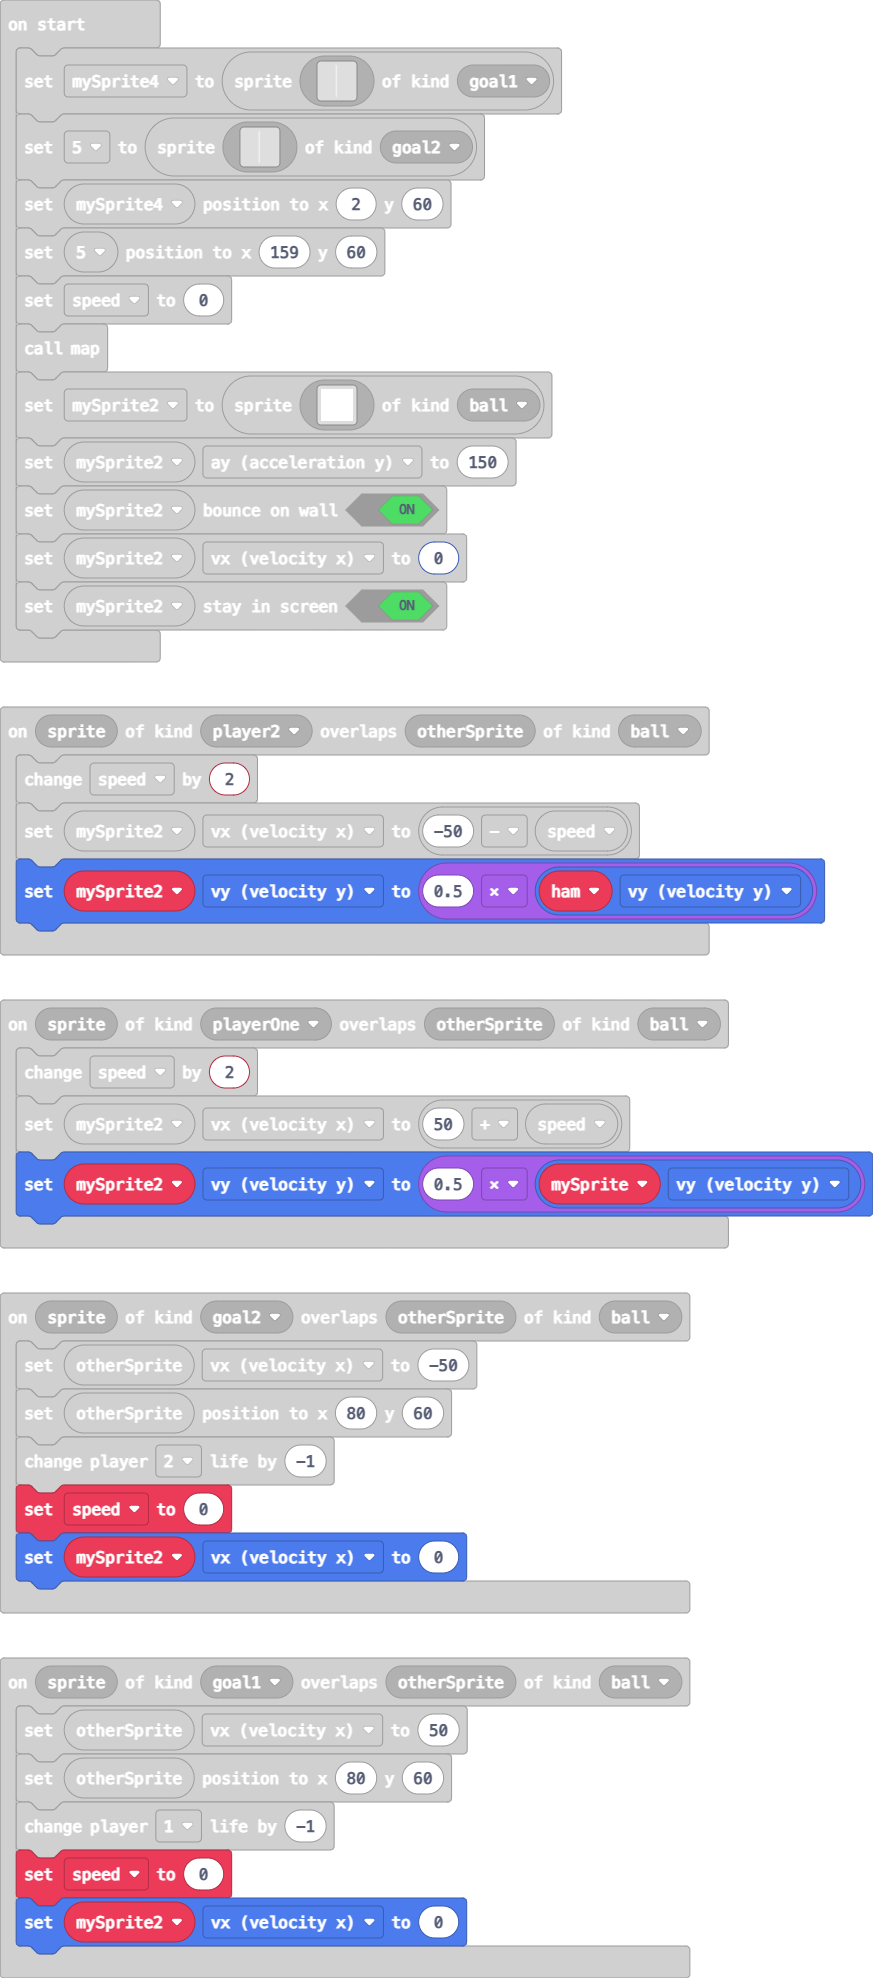 on start
set mySprite4 to sprite of kind goal1
set 5 to sprite of kind goal2
set mySprite4 position to x 2 y 60
set 5 position to x 159 y 60
set speed to 0
call map
set mySprite2 to sprite of kind ball
set mySprite2 ay (acceleration y) to 150
set mySprite2 bounce on wall ON
set mySprite2 vx (velocity x) to 0
set mySprite2 stay in screen ON
on sprite of kind player2 overlaps otherSprite of kind ball
change speed by 2
set mySprite2 vx (velocity x) to -50 - speed
set mySprite2 vy (velocity y) to 0.5 × ham vy (velocity y)
on sprite of kind playerOne overlaps otherSprite of kind ball
change speed by 2
set mySprite2 vx (velocity x) to 50 + speed
set mySprite2 vy (velocity y) to 0.5 × mySprite vy (velocity y)
on sprite of kind goal2 overlaps otherSprite of kind ball
set otherSprite vx (velocity x) to -50
set otherSprite position to x 80 y 60
change player 2 life by -1
set speed to 0
set mySprite2 vx (velocity x) to 0
on sprite of kind goal1 overlaps otherSprite of kind ball
set otherSprite vx (velocity x) to 50
set otherSprite position to x 80 y 60
change player 1 life by -1
set speed to 0
set mySprite2 vx (velocity x) to 0